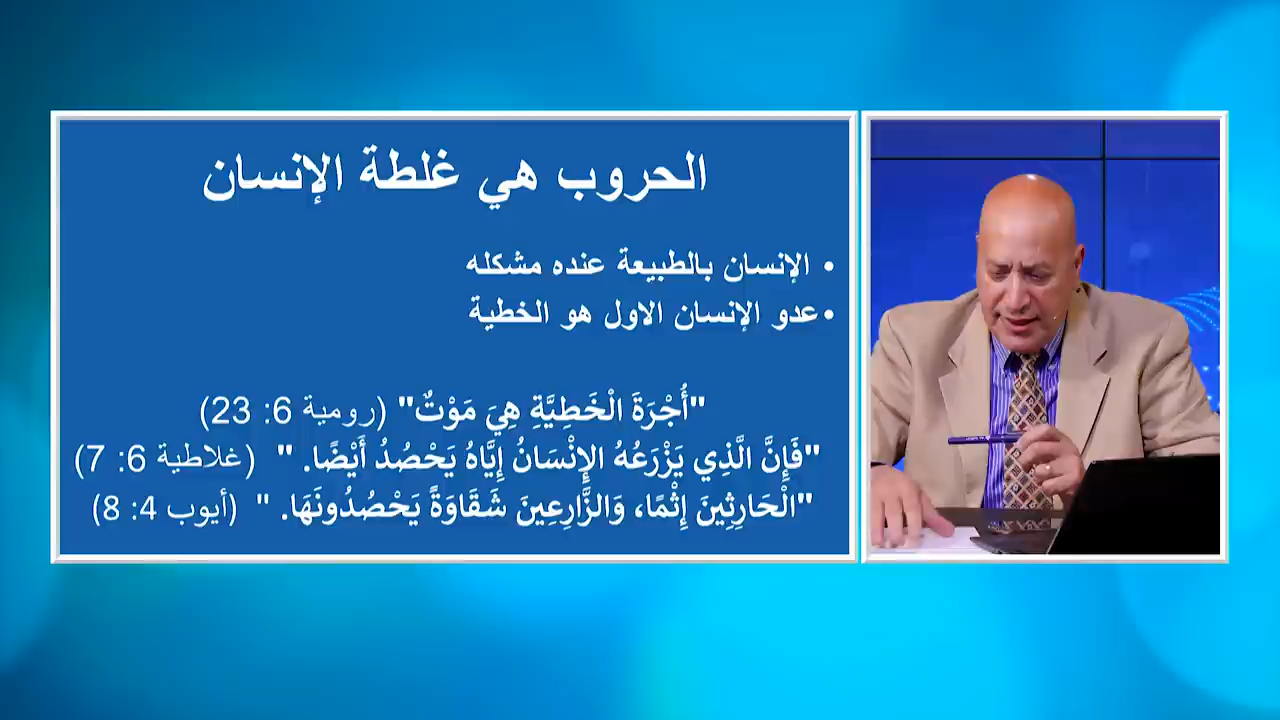 الحروب هي غلطة الإنسان
• الإنسان بالطبيعة عنده مشكله
• عدو الإنسان الاول هو الخطية
"أُجْرَةَ الْخَطِيَّةِ هِيَ مَوْتٌ" (رومية 6: 23)
"فَإِنَّ الَّذِي يَزْرَعُهُ الإِنْسَانُ إِيَّاهُ يَحْصُدُ أَيْضًا. " (غلاطية 6: 7)
"الْحَارِثِينَ إِثْمًا، وَالزَّارِعِينَ شَقَاوَةً يَحْصُدُونَهَا. " (أيوب 4: 8)